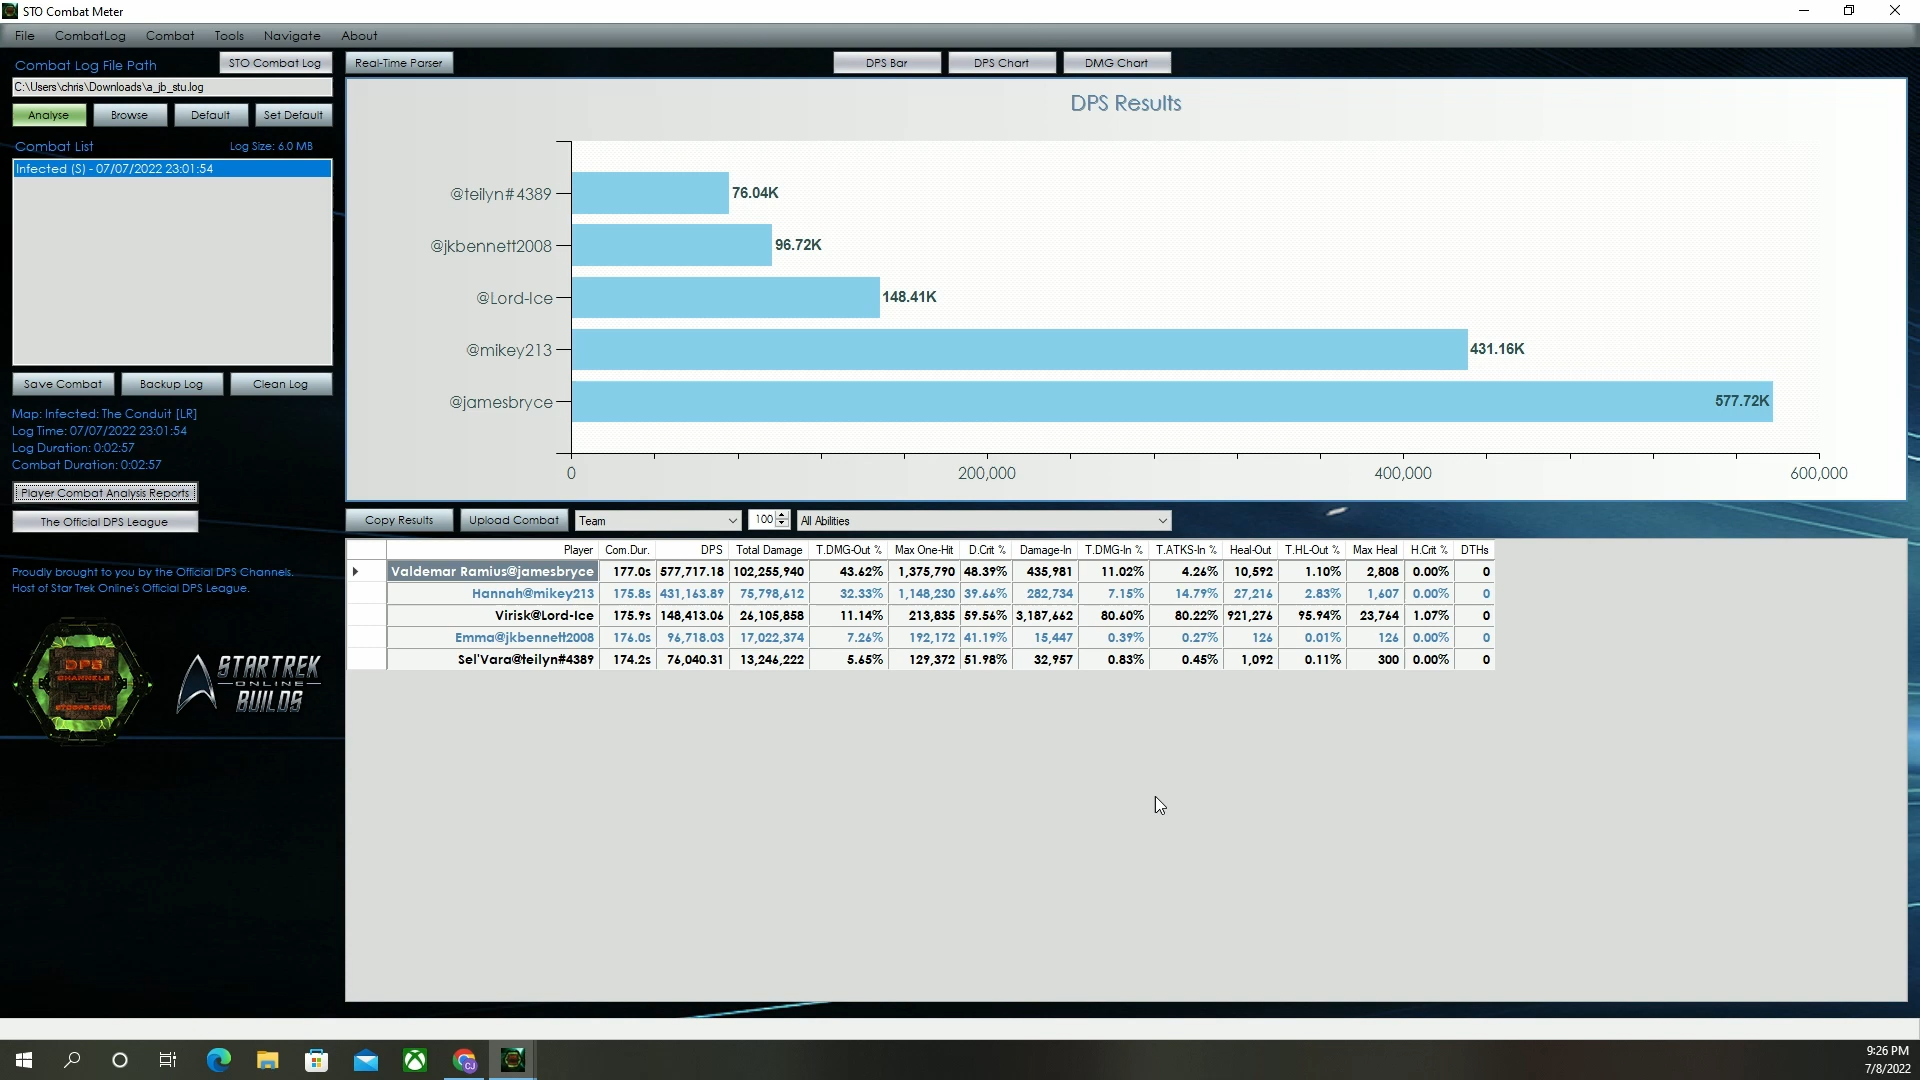 STO Combat Meter
File CombatLog Combat Tools Navigate About
Combat Log File Path STO Combat Log Real-Time Parser DPS Bar DPS Chart DMG Chart
C:\Users\chris\Downloads\a_jb_stu.log
Analyse Browse Default Set Default
Combat List Log Size: 6.0 MB
Infected (S) - 07/07/2022 23:01:54
Save Combat Backup Log Clean Log
Map: Infected: The Conduit [LR]
Log Time: 07/07/2022 23:01:54
Log Duration: 0:02:57
Combat Duration: 0:02:57
Player Combat Analysis Reports
The Official DPS League
Proudly brought to you by the Official DPS Channels.
Host of Star Trek Online's Official DPS League.
DPS
CHANNELS
STODPS.COM
STAR TREK
ONLINE
BUILDS
DPS Results
@teilyn#4389 76.04K
@jkbennett2008 96.72K
@Lord-Ice 148.41K
@mikey213 431.16K
@jamesbryce 577.72K
0 200,000 400,000 600,000
Copy Results Upload Combat Team 100 All Abilities
Player Com.Dur. DPS Total Damage T.DMG-Out % Max One-Hit D.Crit % Damage-In T.DMG-In % T.ATKS-In % Heal-Out T.HL-Out % Max Heal H.Crit % DTHs
Valdemar Ramius@jamesbryce 177.0s 577,717.18 102,255,940 43.62% 1,375,790 48.39% 435,981 11.02% 4.26% 10,592 1.10% 2,808 0.00% 0
Hannah@mikey213 175.8s 431,163.89 75,798,612 32.33% 1,148,230 39.66% 282,734 7.15% 14.79% 27,216 2.83% 1,607 0.00% 0
Virisk@Lord-Ice 175.9s 148,413.06 26,105,858 11.14% 213,835 59.56% 3,187,662 80.60% 80.22% 921,276 95.94% 23,764 1.07% 0
Emma@jkbennett2008 176.0s 96,718.03 17,022,374 7.26% 192,172 41.19% 15,447 0.39% 0.27% 126 0.01% 126 0.00% 0
Sel'Vara@teilyn#4389 174.2s 76,040.31 13,246,222 5.65% 129,372 51.98% 32,957 0.83% 0.45% 1,092 0.11% 300 0.00% 0
CJ
9:26 PM
7/8/2022